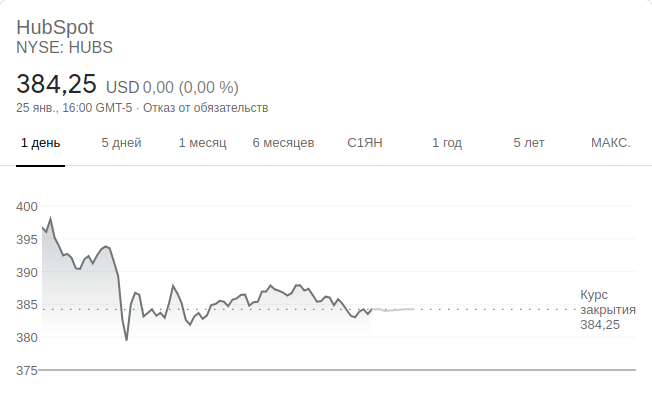 HubSpot
NYSE: HUBS
384,25 USD 0,00 (0,00 %)
25 янв., 16:00 GMT-5 · Отказ от обязательств
1 день 5 дней 1 месяц 6 месяцев С1ЯН 1 год 5 лет МАКС.
400
395
390
385
380
375
Курс
закрытия
384,25